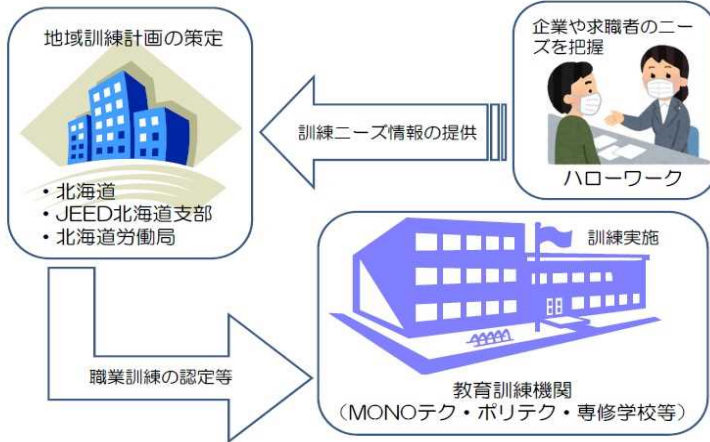 地域訓練計画の策定
・北海道
・JEED北海道支部
・北海道労働局
訓練ニーズ情報の提供
企業や求職者のニー
ズを把握
ハローワーク
職業訓練の認定等
訓練実施
教育訓練機関
（MONOテク・ポリテク・専修学校等）